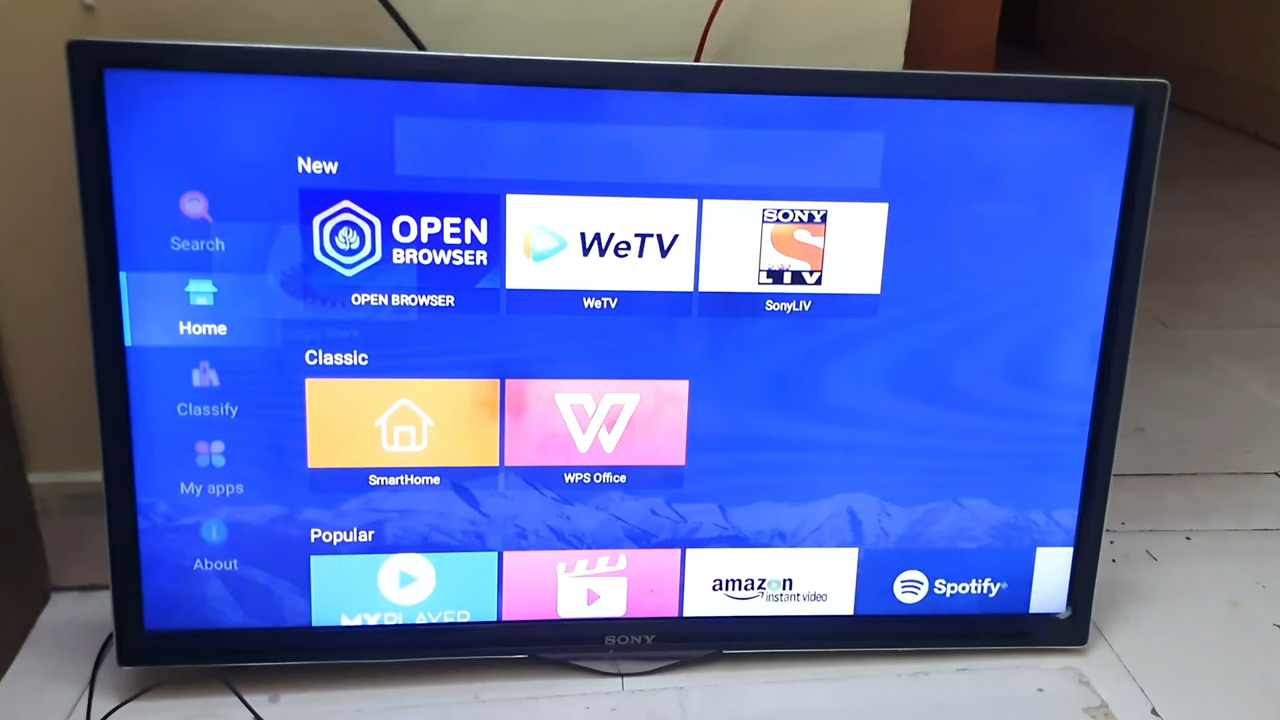 New
Search
Home
Classify
My apps
About
OPEN
BROWSER
OPEN BROWSER
WeTV
WeTV
SONY
LIV
SonyLIV
Classic
SmartHome
WPS Office
Popular
MYPLAYER
amazon
instant video
Spotify
SONY